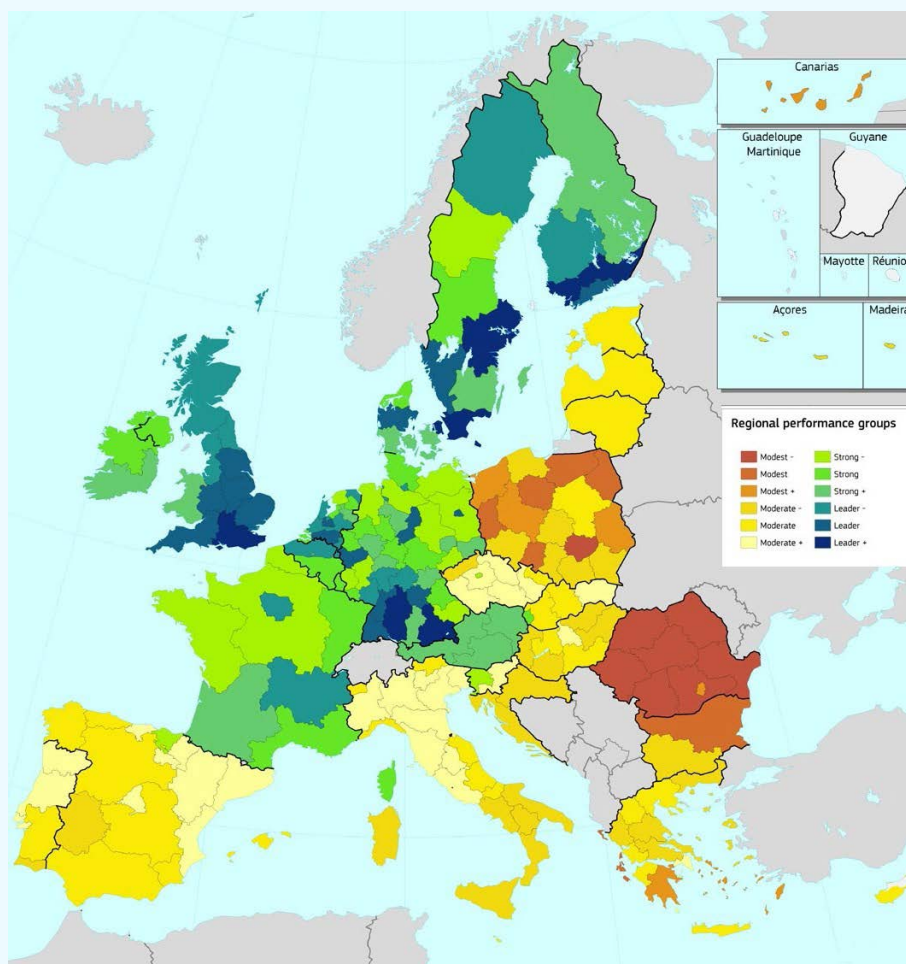 Canarias
Guadeloupe
Martinique
Guyane
Mayotte
Réunio
Açores
Madeira
Regional performance groups
Modest -
Modest
Modest +
Moderate -
Moderate
Moderate +
Strong -
Strong
Strong +
Leader -
Leader
Leader +